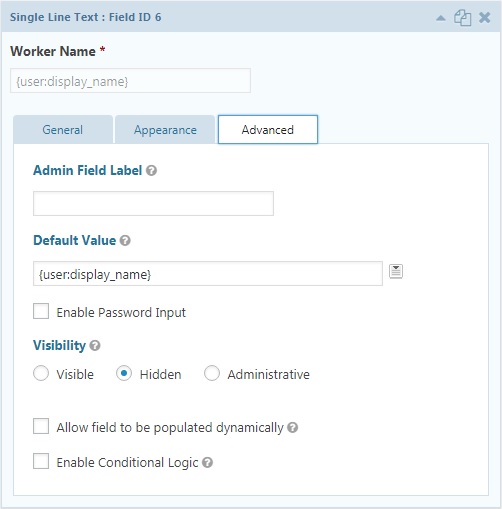 Single Line Text : Field ID 6
Worker Name *
{user:display_name}
General Appearance Advanced
Admin Field Label
Default Value
{user:display_name}
Enable Password Input
Visibility
Visible Hidden Administrative
Allow field to be populated dynamically
Enable Conditional Logic